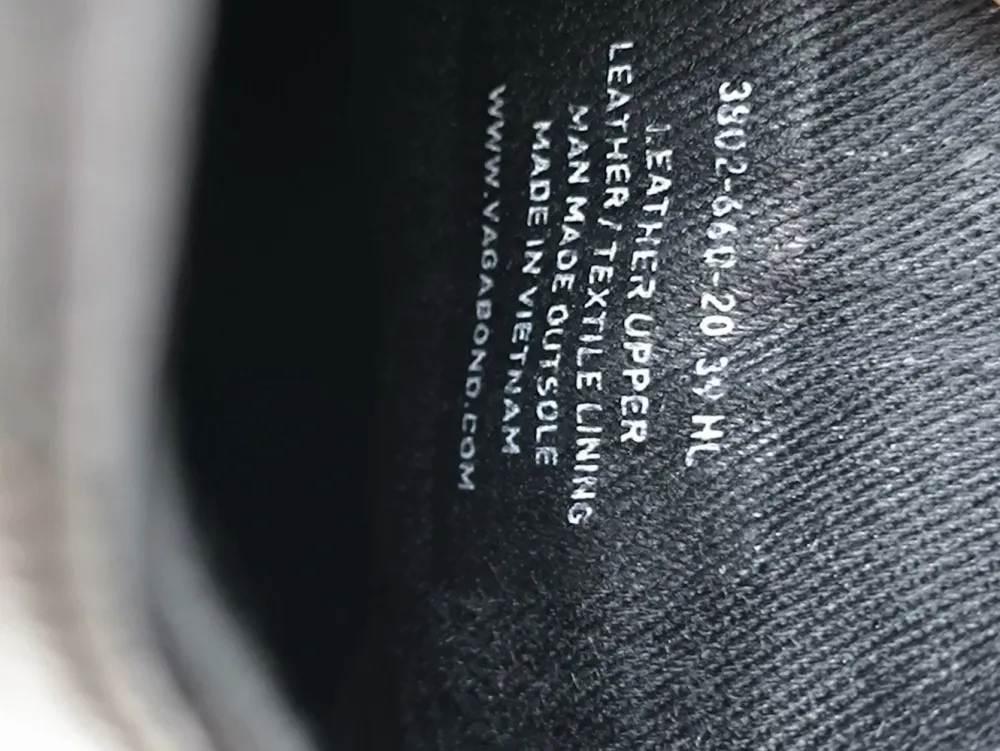 3802-660-20 HL
LEATHER UPPER
LEATHER / TEXTILE LINING
MAN MADE OUTSOLE
MADE IN VIETNAM
WWW.VAGABOND.COM